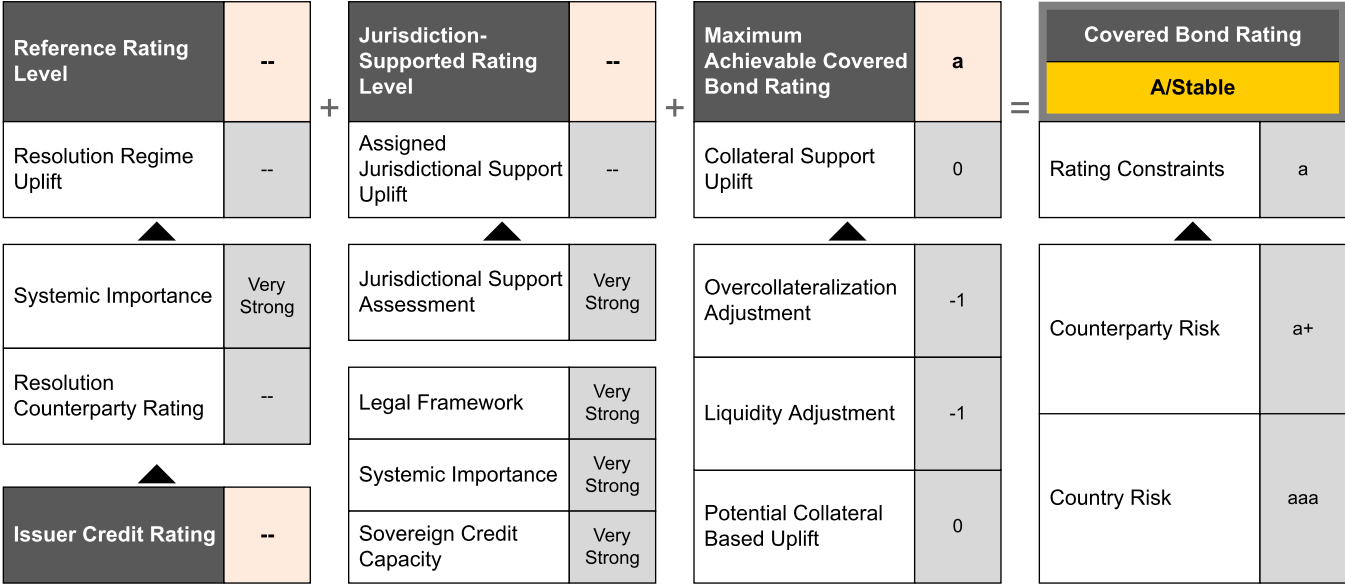 Reference Rating
Level
--
Resolution Regime
Uplift
--
Systemic Importance
Very
Strong
Resolution
Counterparty Rating
--
Issuer Credit Rating
--
+
Jurisdiction-
Supported Rating
Level
--
Assigned
Jurisdictional Support
Uplift
--
Jurisdictional Support
Assessment
Very
Strong
Legal Framework
Very
Strong
Systemic Importance
Very
Strong
Sovereign Credit
Capacity
Very
Strong
+
Maximum
Achievable Covered
Bond Rating
a
Collateral Support
Uplift
0
Overcollateralization
Adjustment
-1
Liquidity Adjustment
-1
Potential Collateral
Based Uplift
0
=
Covered Bond Rating
A/Stable
Rating Constraints
a
Counterparty Risk
a+
Country Risk
aaa